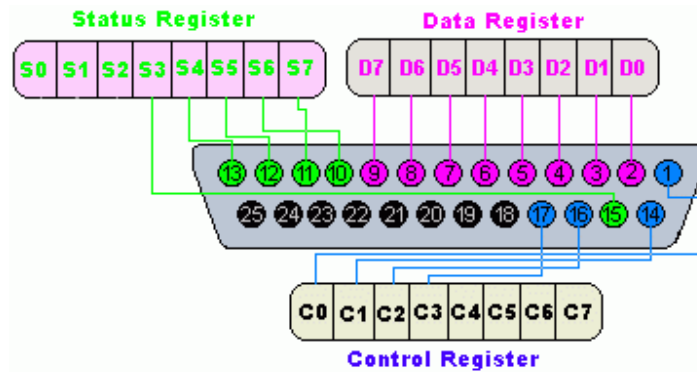 Status Register
Data Register
S0 S1 S2 S3 S4 S5 S6 S7
D7 D6 D5 D4 D3 D2 D1 D0
13 12 11 10 9 8 7 6 5 4 3 2 1
25 24 23 22 21 20 19 18 17 16 15 14
C0 C1 C2 C3 C4 C5 C6 C7
Control Register